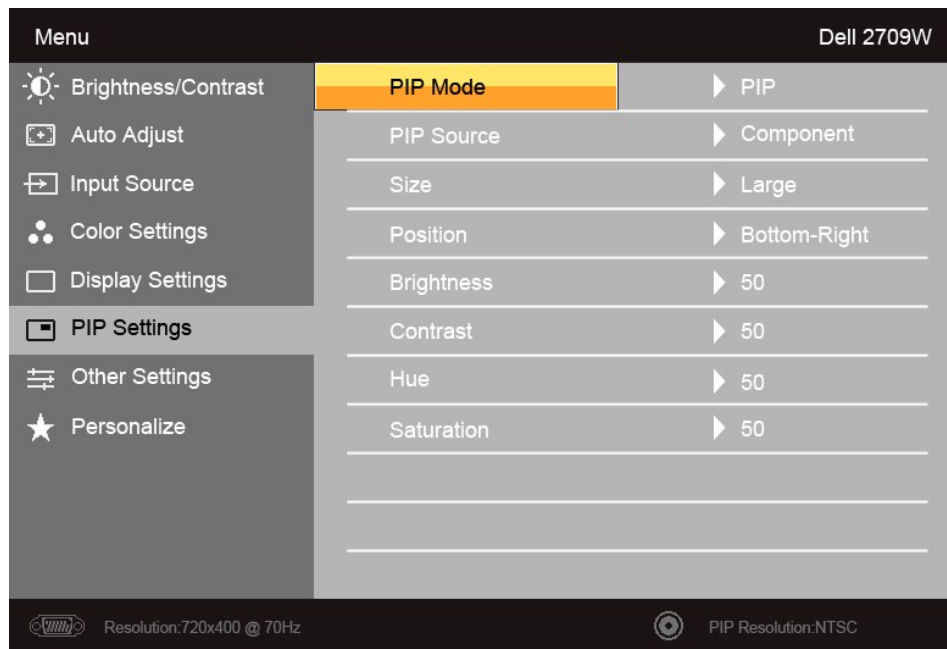 Menu Dell 2709W
Brightness/Contrast PIP Mode PIP
Auto Adjust PIP Source Component
Input Source Size Large
Color Settings Position Bottom-Right
Display Settings Brightness 50
PIP Settings Contrast 50
Other Settings Hue 50
Personalize Saturation 50
Resolution:720x400 @ 70Hz PIP Resolution:NTSC